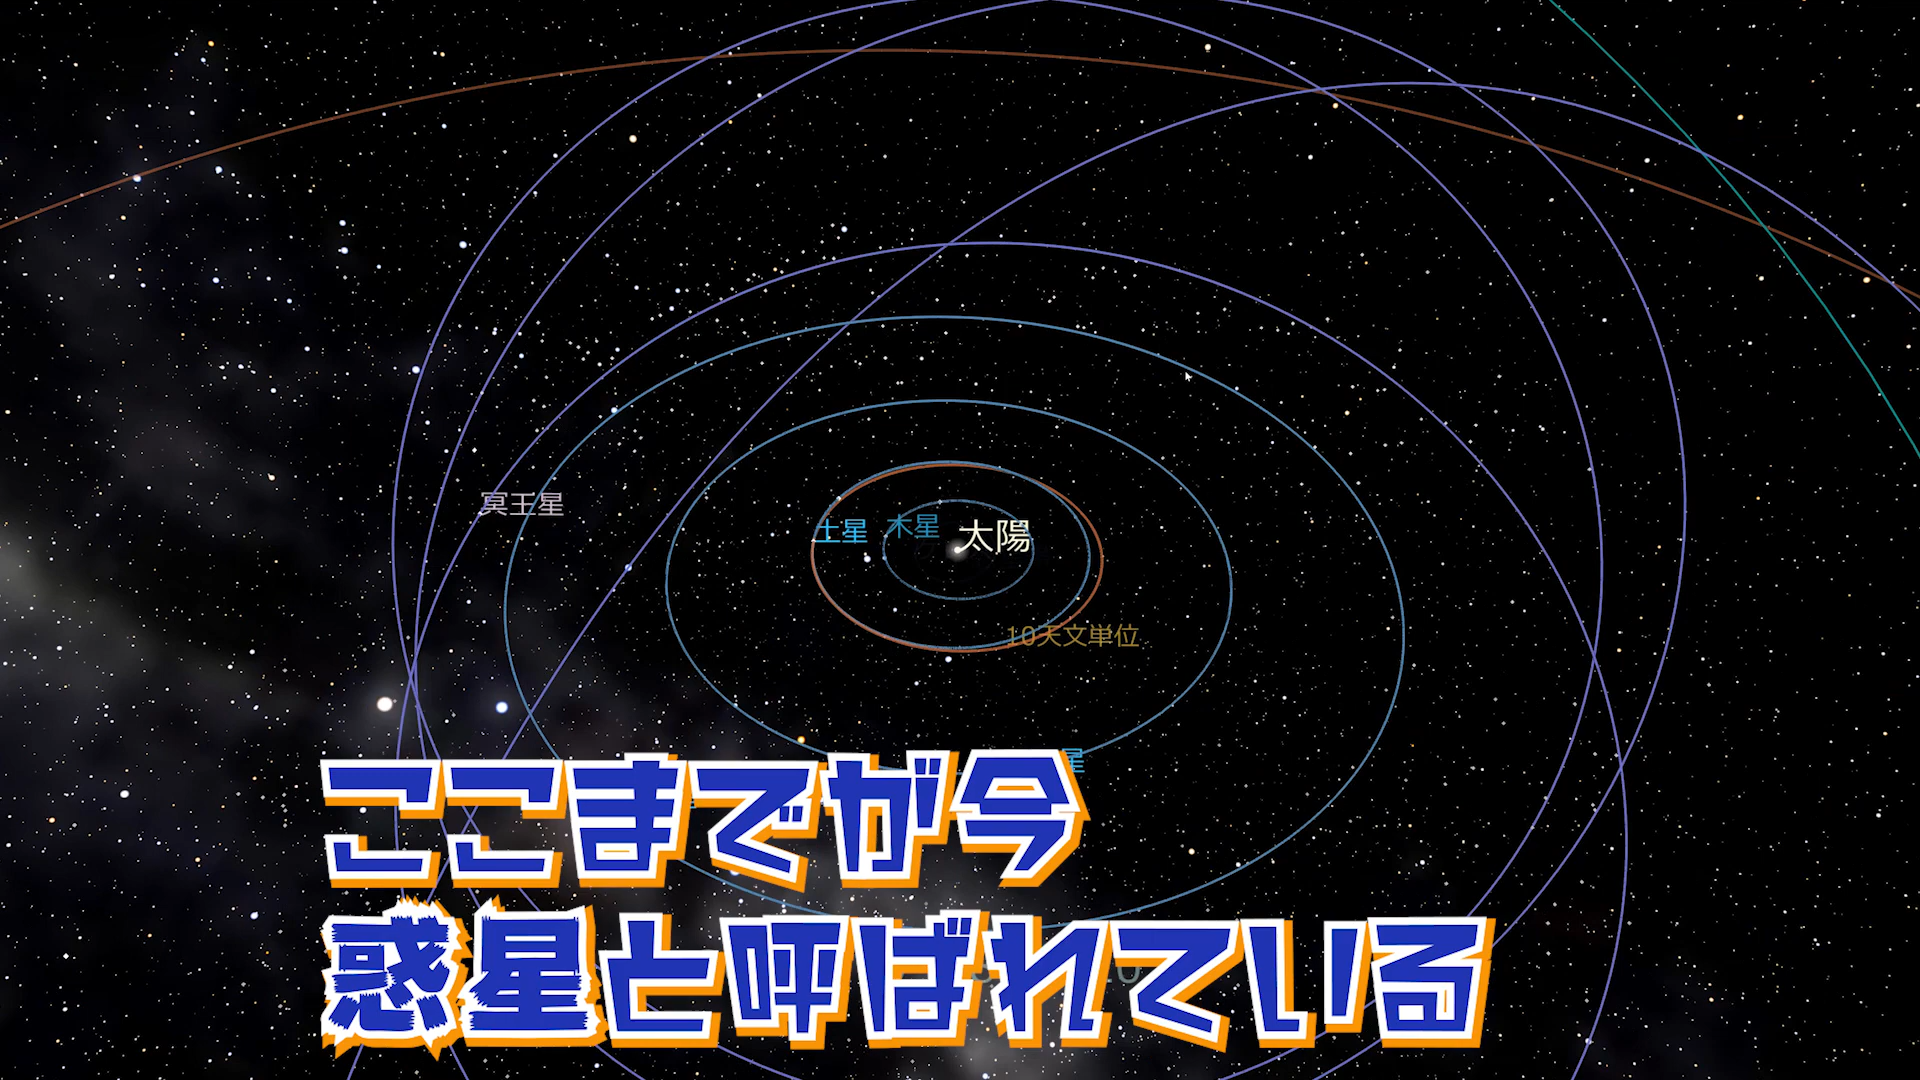 冥王星
土星
木星
太陽
10天文単位
星
ここまでが今
惑星と呼ばれている